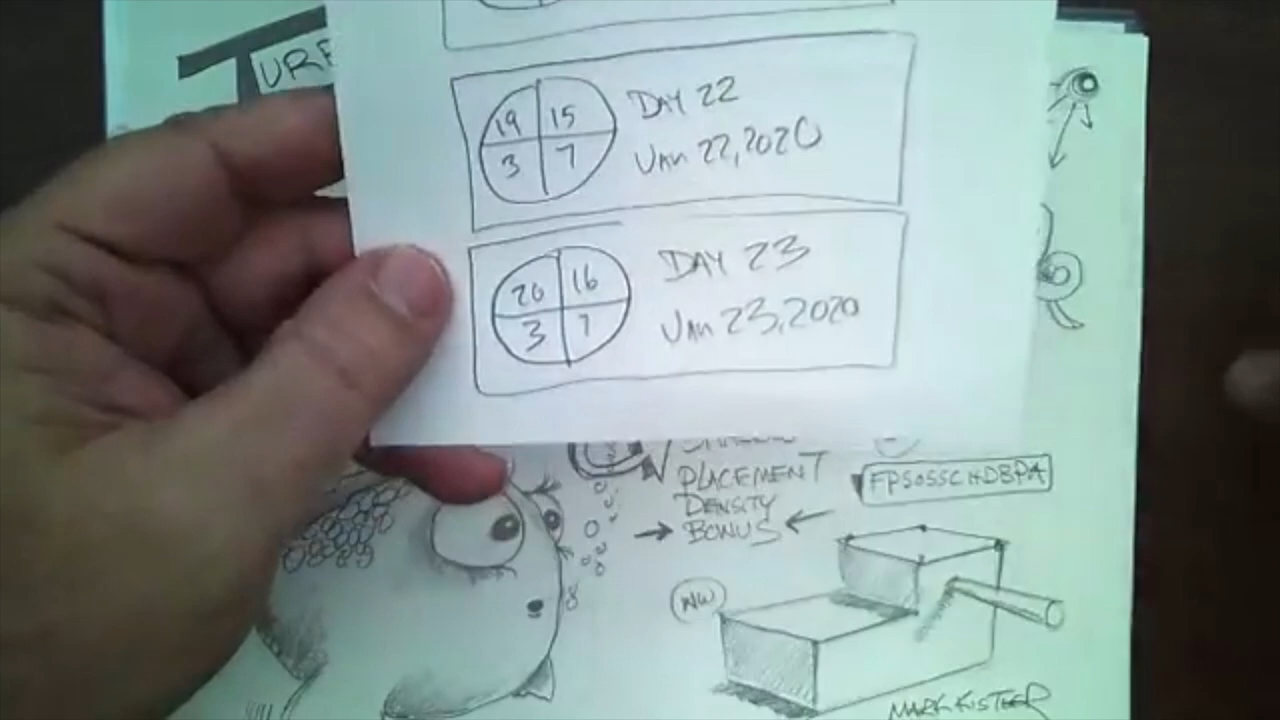 TURB
19 15
3 7
DAY 22
Jan 22, 2020
20 16
3 7
DAY 23
Jan 23, 2020
PLACEMENT
DENSITY
BONUS
FPSOSSCHDBPA
NW
MARK KISTLER